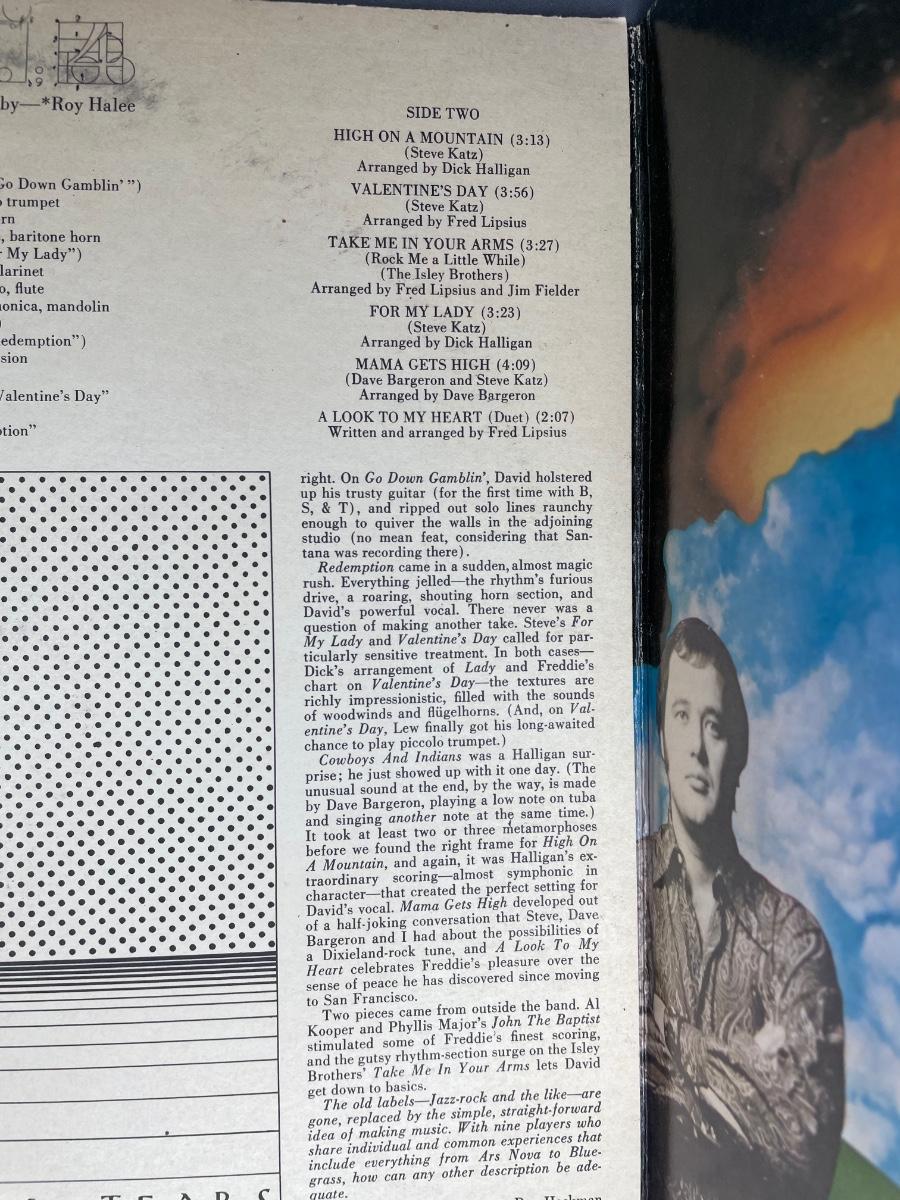 by—*Roy Halee
Go Down Gamblin’ ”)
trumpet
rn
, baritone horn
My Lady”)
larinet
o, flute
onica, mandolin
)
edemption”)
sion
Valentine’s Day”
ption”
SIDE TWO
HIGH ON A MOUNTAIN (3:13)
(Steve Katz)
Arranged by Dick Halligan
VALENTINE’S DAY (3:56)
(Steve Katz)
Arranged by Fred Lipsius
TAKE ME IN YOUR ARMS (3:27)
(Rock Me a Little While)
(The Isley Brothers)
Arranged by Fred Lipsius and Jim Fielder
FOR MY LADY (3:23)
(Steve Katz)
Arranged by Dick Halligan
MAMA GETS HIGH (4:09)
(Dave Bargeron and Steve Katz)
Arranged by Dave Bargeron
A LOOK TO MY HEART (Duet) (2:07)
Written and arranged by Fred Lipsius
right. On Go Down Gamblin’, David holstered
up his trusty guitar (for the first time with B,
S, & T), and ripped out solo lines raunchy
enough to quiver the walls in the adjoining
studio (no mean feat, considering that San-
tana was recording there).
Redemption came in a sudden, almost magic
rush. Everything jelled—the rhythm’s furious
drive, a roaring, shouting horn section, and
David’s powerful vocal. There never was a
question of making another take. Steve’s For
My Lady and Valentine’s Day called for par-
ticularly sensitive treatment. In both cases—
Dick’s arrangement of Lady and Freddie’s
chart on Valentine’s Day—the textures are
richly impressionistic, filled with the sounds
of woodwinds and flügelhorns. (And, on Val-
entine’s Day, Lew finally got his long-awaited
chance to play piccolo trumpet.)
Cowboys And Indians was a Halligan sur-
prise; he just showed up with it one day. (The
unusual sound at the end, by the way, is made
by Dave Bargeron, playing a low note on tuba
and singing another note at the same time.)
It took at least two or three metamorphoses
before we found the right frame for High On
A Mountain, and again, it was Halligan’s ex-
traordinary scoring—almost symphonic in
character—that created the perfect setting for
David’s vocal. Mama Gets High developed out
of a half-joking conversation that Steve, Dave
Bargeron and I had about the possibilities of
a Dixieland-rock tune, and A Look To My
Heart celebrates Freddie’s pleasure over the
sense of peace he has discovered since moving
to San Francisco.
Two pieces came from outside the band. Al
Kooper and Phyllis Major’s John The Baptist
stimulated some of Freddie’s finest scoring,
and the gutsy rhythm-section surge on the Isley
Brothers’ Take Me In Your Arms lets David
get down to basics.
The old labels—Jazz-rock and the like—are
gone, replaced by the simple, straight-forward
idea of making music. With nine players who
share individual and common experiences that
include everything from Ars Nova to Blue-
grass, how can any other description be ade-
quate.
TEARS